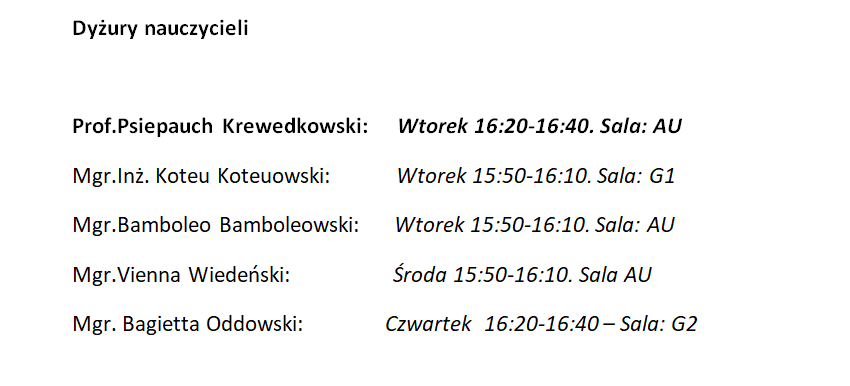 Dyżury nauczycieli
Prof.Psiepauch Krewedkowski: Wtorek 16:20-16:40. Sala: AU
Mgr.Inż. Koteu Koteuowski: Wtorek 15:50-16:10. Sala: G1
Mgr.Bamboleo Bamboleowski: Wtorek 15:50-16:10. Sala: AU
Mgr.Vienna Wiedeński: Środa 15:50-16:10. Sala AU
Mgr. Bagietta Oddowski: Czwartek 16:20-16:40 – Sala: G2